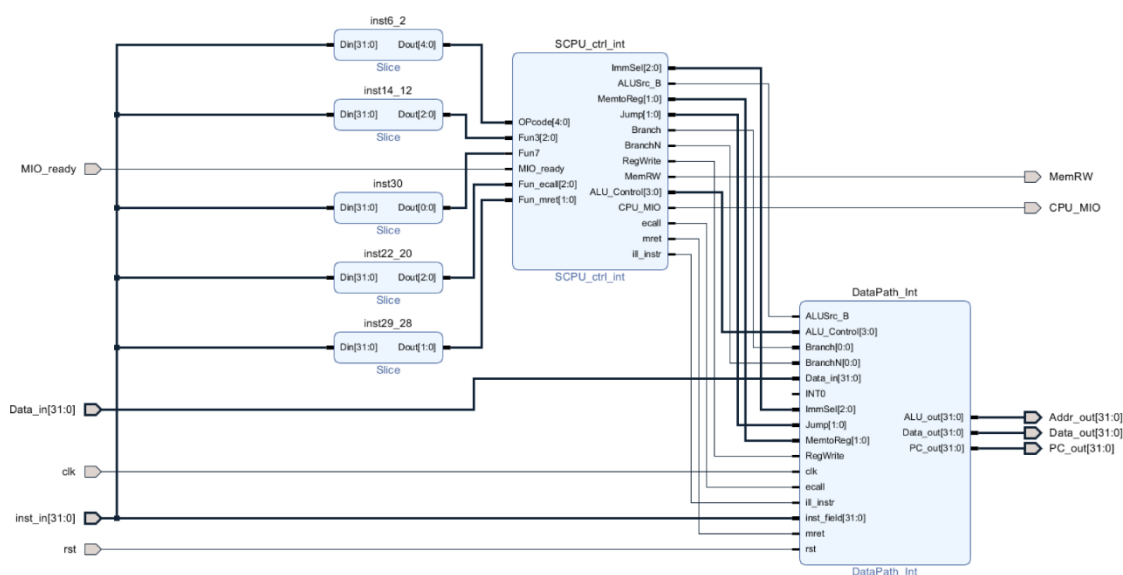 inst6_2
Din[31:0] Dout[4:0]
Slice
inst14_12
Din[31:0] Dout[2:0]
Slice
MIO_ready
inst30
Din[31:0] Dout[0:0]
Slice
inst22_20
Din[31:0] Dout[2:0]
Slice
inst29_28
Din[31:0] Dout[1:0]
Slice
Data_in[31:0]
clk
inst_in[31:0]
rst
SCPU_ctrl_int
OPcode[4:0]
Fun3[2:0]
Fun7
MIO_ready
Fun_ecall[2:0]
Fun_mret[1:0]
ImmSel[2:0]
ALUSrc_B
MemtoReg[1:0]
Jump[1:0]
Branch
BranchN
RegWrite
MemRW
ALU_Control[3:0]
CPU_MIO
ecall
mret
ill_instr
SCPU_ctrl_int
MemRW
CPU_MIO
DataPath_Int
ALUSrc_B
ALU_Control[3:0]
Branch[0:0]
BranchN[0:0]
Data_in[31:0]
INT0
ImmSel[2:0]
Jump[1:0]
MemtoReg[1:0]
RegWrite
clk
ecall
ill_instr
inst_field[31:0]
mret
rst
ALU_out[31:0]
Data_out[31:0]
PC_out[31:0]
DataPath_Int
Addr_out[31:0]
Data_out[31:0]
PC_out[31:0]